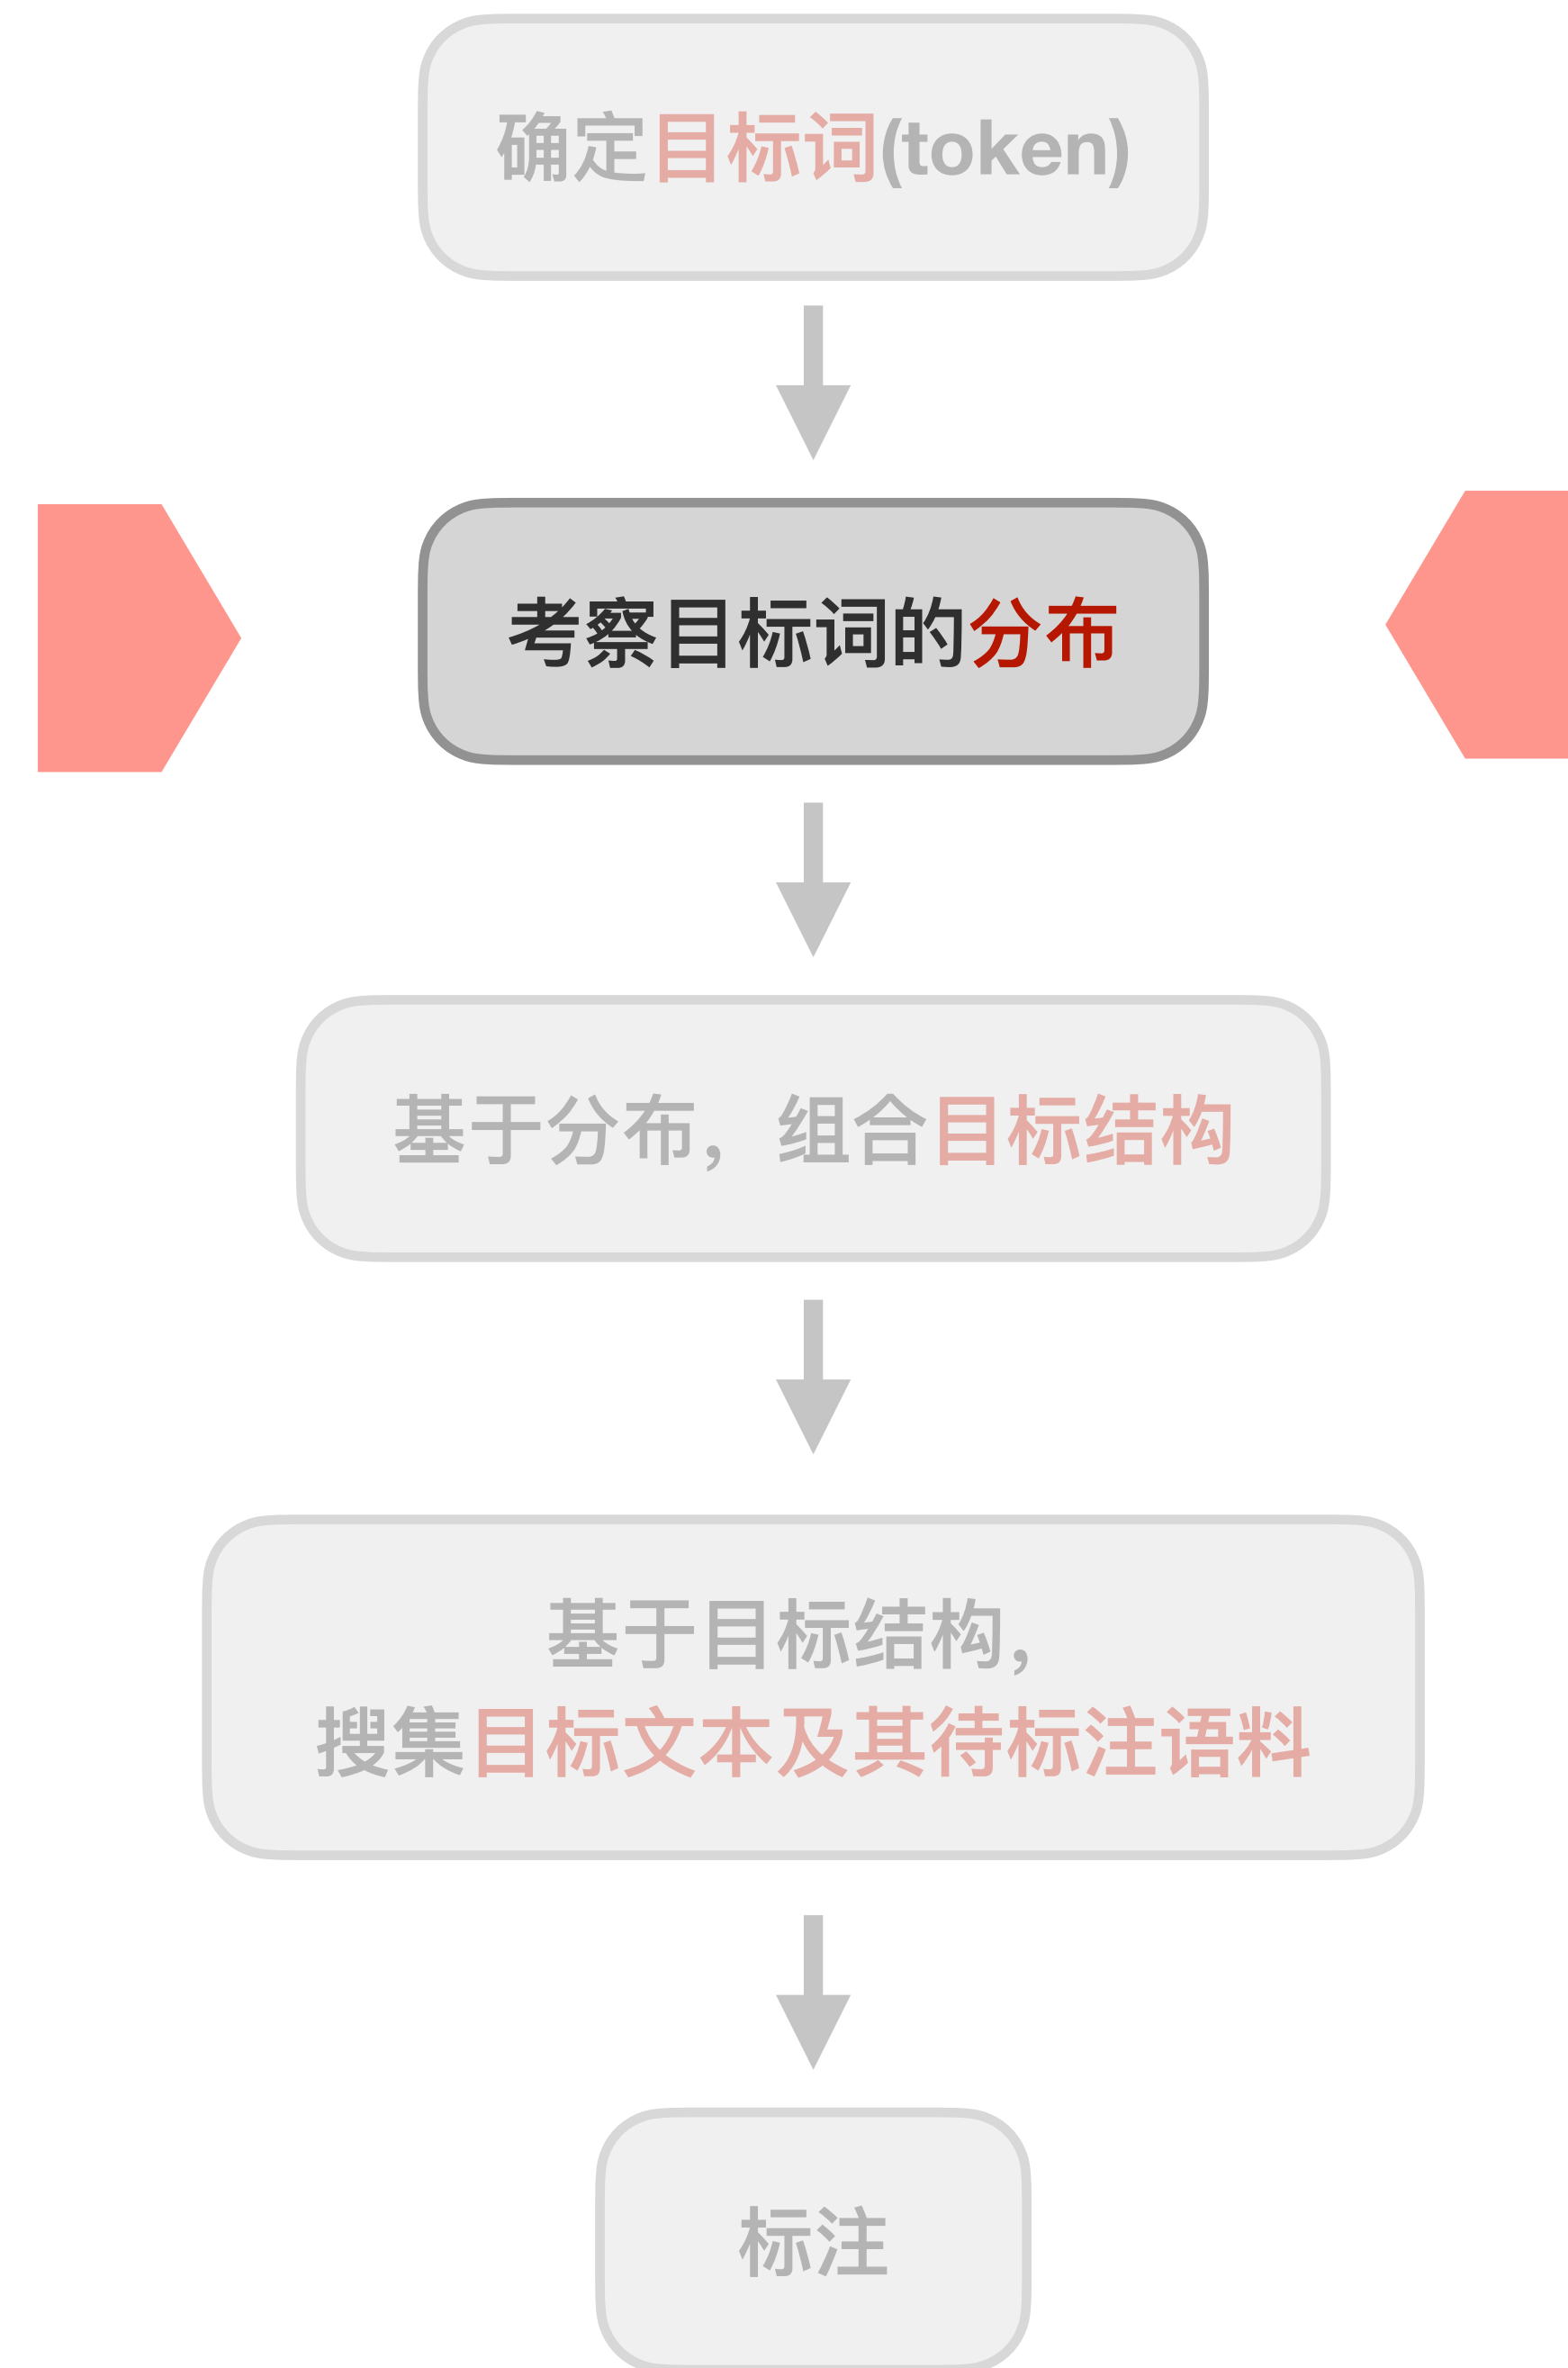 确定目标词(token)
考察目标词的分布
基于分布，组合目标结构
基于目标结构，
搜集目标文本及其待标注语料
标注